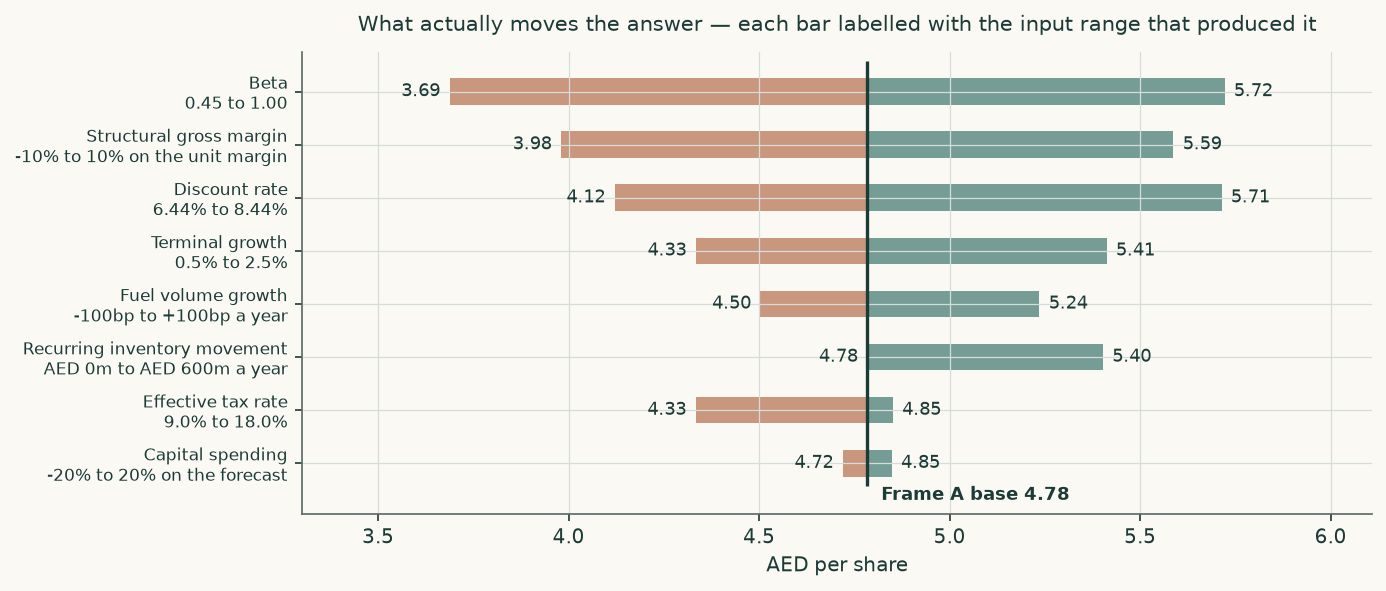 What actually moves the answer — each bar labelled with the input range that produced it
Beta
0.45 to 1.00
3.69
5.72
Structural gross margin
-10% to 10% on the unit margin
3.98
5.59
Discount rate
6.44% to 8.44%
4.12
5.71
Terminal growth
0.5% to 2.5%
4.33
5.41
Fuel volume growth
-100bp to +100bp a year
4.50
5.24
Recurring inventory movement
AED 0m to AED 600m a year
4.78
5.40
Effective tax rate
9.0% to 18.0%
4.33
4.85
Capital spending
-20% to 20% on the forecast
4.72
4.85
Frame A base 4.78
3.5 4.0 4.5 5.0 5.5 6.0
AED per share